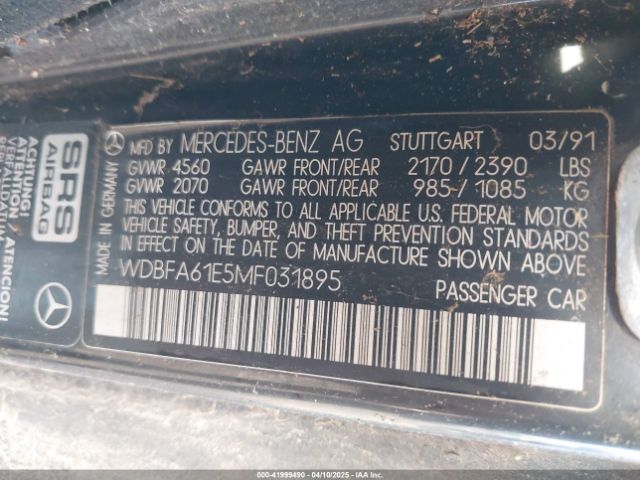 MFD BY MERCEDES-BENZ AG STUTTGART 03/91
GVWR 4560 GAWR FRONT/REAR 2170/2390 LBS
GVWR 2070 GAWR FRONT/REAR 985/1085 KG
THIS VEHICLE CONFORMS TO ALL APPLICABLE U.S. FEDERAL MOTOR
VEHICLE SAFETY, BUMPER, AND THEFT PREVENTION STANDARDS
IN EFFECT ON THE DATE OF MANUFACTURE SHOWN ABOVE
WDBFA61E5MF031895
PASSENGER CAR
MADE IN GERMANY
SRS
AIRBAG
ACHTUNG!
ATTENTION!
ATENCION!
000-41999490 - 04/10/2025 - IAAI COPYRIGHT